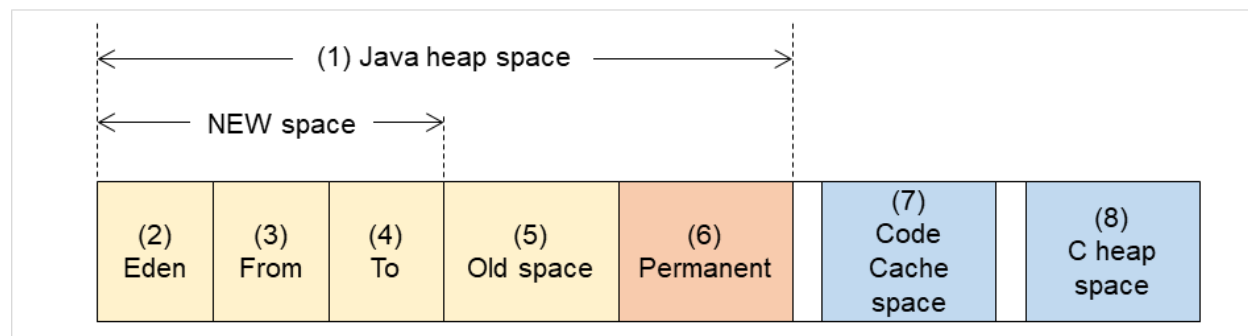 (1) Java heap space
NEW space
(2)
Eden
(3)
From
(4)
To
(5)
Old space
(6)
Permanent
(7)
Code
Cache
space
(8)
C heap
space